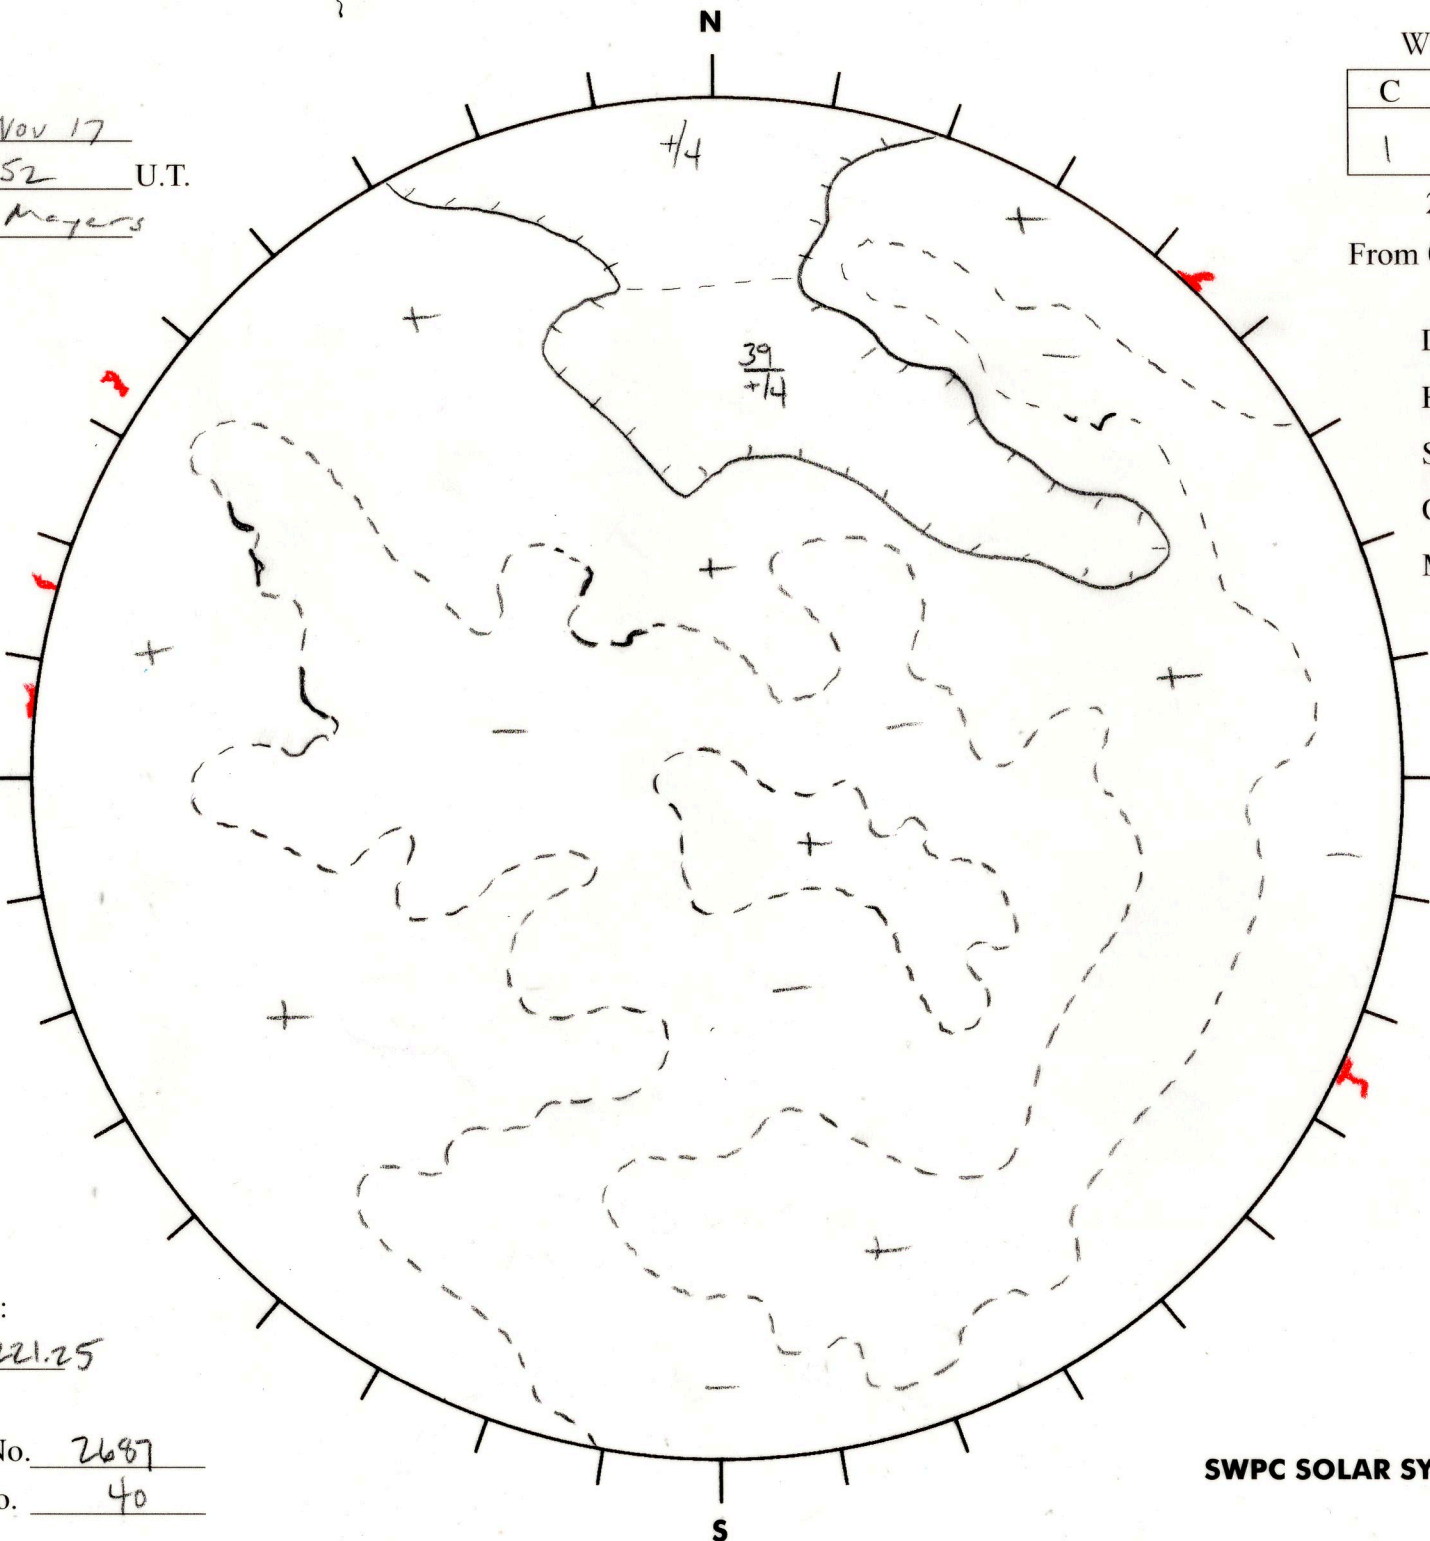 N
W
Nov 17
C
52 U.T.
1
Mayers
+/4
+
From
+
39
+/4
-
+
+
+
-
-
+
-
+
-
+
:
221.25
-
No. 2687
o. 40
SWPC SOLAR SY
S